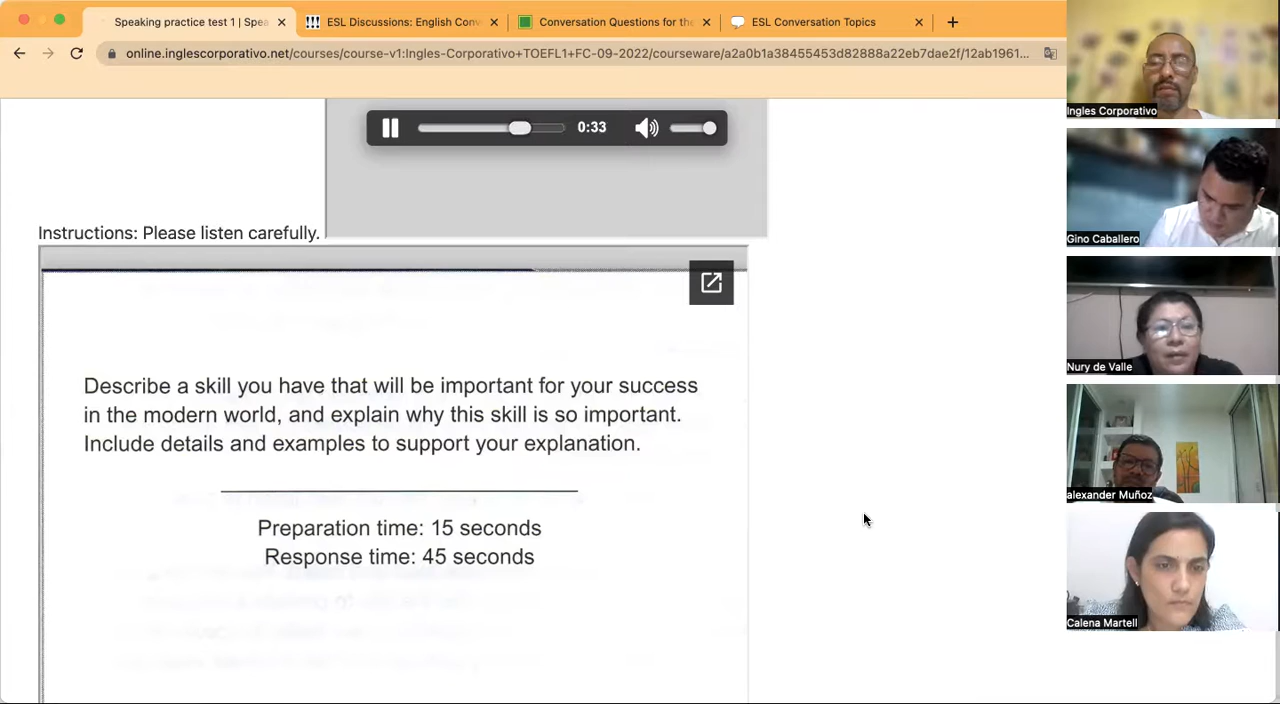 Speaking practice test 1 | Spea
ESL Discussions: English Conv
Conversation Questions for the
ESL Conversation Topics
online.inglescorporativo.net/courses/course-v1:Ingles-Corporativo+TOEFL1+FC-09-2022/courseware/a2a0b1a38455453d82888a22eb7dae2f/12ab1961...
0:33
Instructions: Please listen carefully.
Describe a skill you have that will be important for your success
in the modern world, and explain why this skill is so important.
Include details and examples to support your explanation.
Preparation time: 15 seconds
Response time: 45 seconds
Ingles Corporativo
Gino Caballero
Nury de Valle
alexander Muñoz
Calena Martell